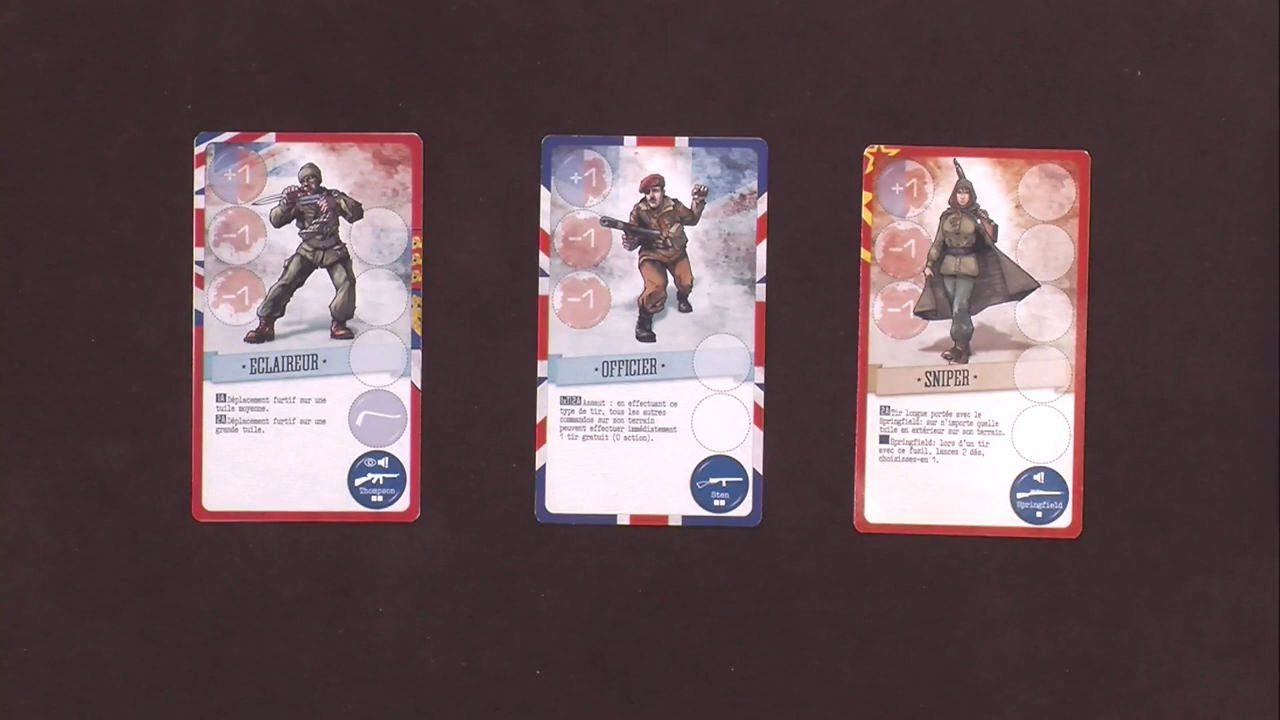 +1
-1
-1
· ECLAIREUR ·
1A Déplacement furtif sur une
tuile moyenne.
2A Déplacement furtif sur une
grande tuile.
Thompson
+1
-1
-1
· OFFICIER ·
Assaut : en effectuant ce
type de tir, tous les autres
commandos sur son terrain
peuvent effectuer immédiatement
1 tir gratuit (0 action).
Sten
+1
-1
-1
· SNIPER ·
2A Tir longue portée avec le
Springfield: sur n'importe quelle
tuile en extérieur sur son terrain.
Springfield: lors d'un tir
avec ce fusil, lancez 2 dés,
choisissez-en 1.
Springfield